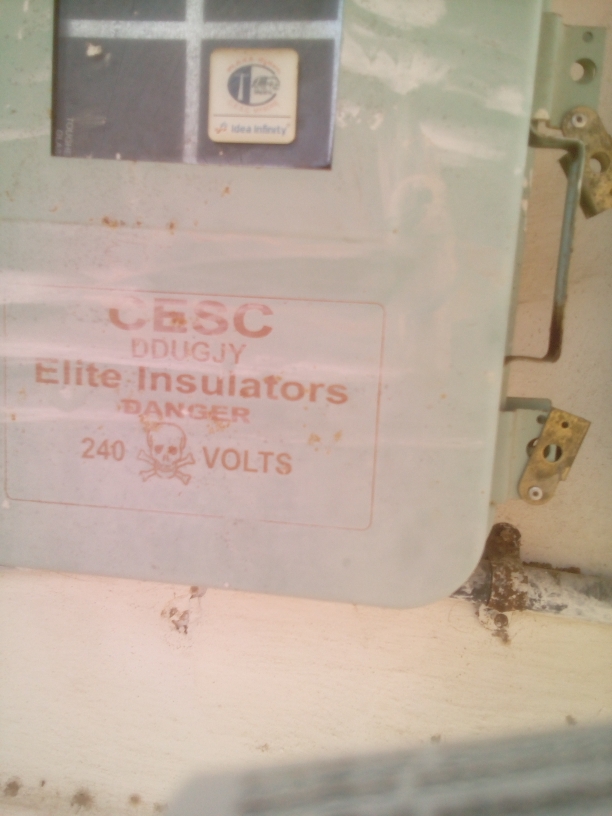 Idea Infinity
CESC
DDUGJY
Elite Insulators
DANGER
240 VOLTS